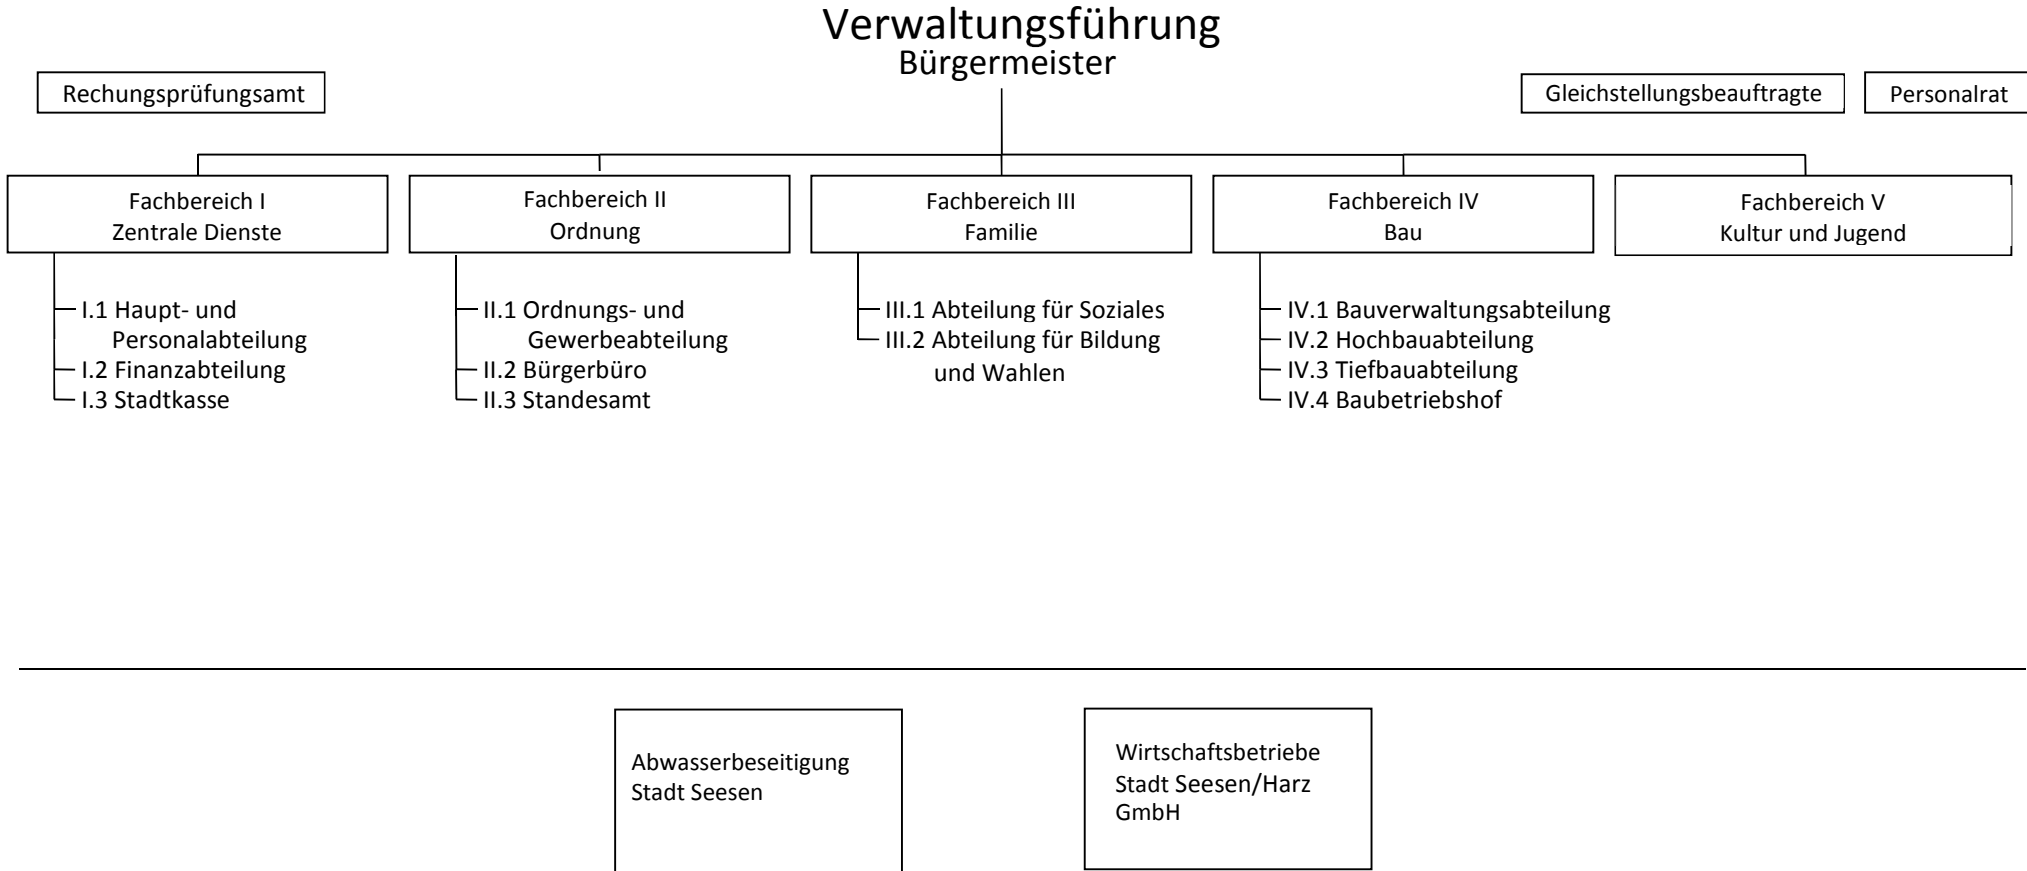 Verwaltungsführung
Bürgermeister
Rechungsprüfungsamt
Gleichstellungsbeauftragte
Personalrat
Fachbereich I
Zentrale Dienste
Fachbereich II
Ordnung
Fachbereich III
Familie
Fachbereich IV
Bau
Fachbereich V
Kultur und Jugend
I.1 Haupt- und
Personalabteilung
I.2 Finanzabteilung
I.3 Stadtkasse
II.1 Ordnungs- und
Gewerbeabteilung
II.2 Bürgerbüro
II.3 Standesamt
III.1 Abteilung für Soziales
III.2 Abteilung für Bildung
und Wahlen
IV.1 Bauverwaltungsabteilung
IV.2 Hochbauabteilung
IV.3 Tiefbauabteilung
IV.4 Baubetriebshof
Abwasserbeseitigung
Stadt Seesen
Wirtschaftsbetriebe
Stadt Seesen/Harz
GmbH